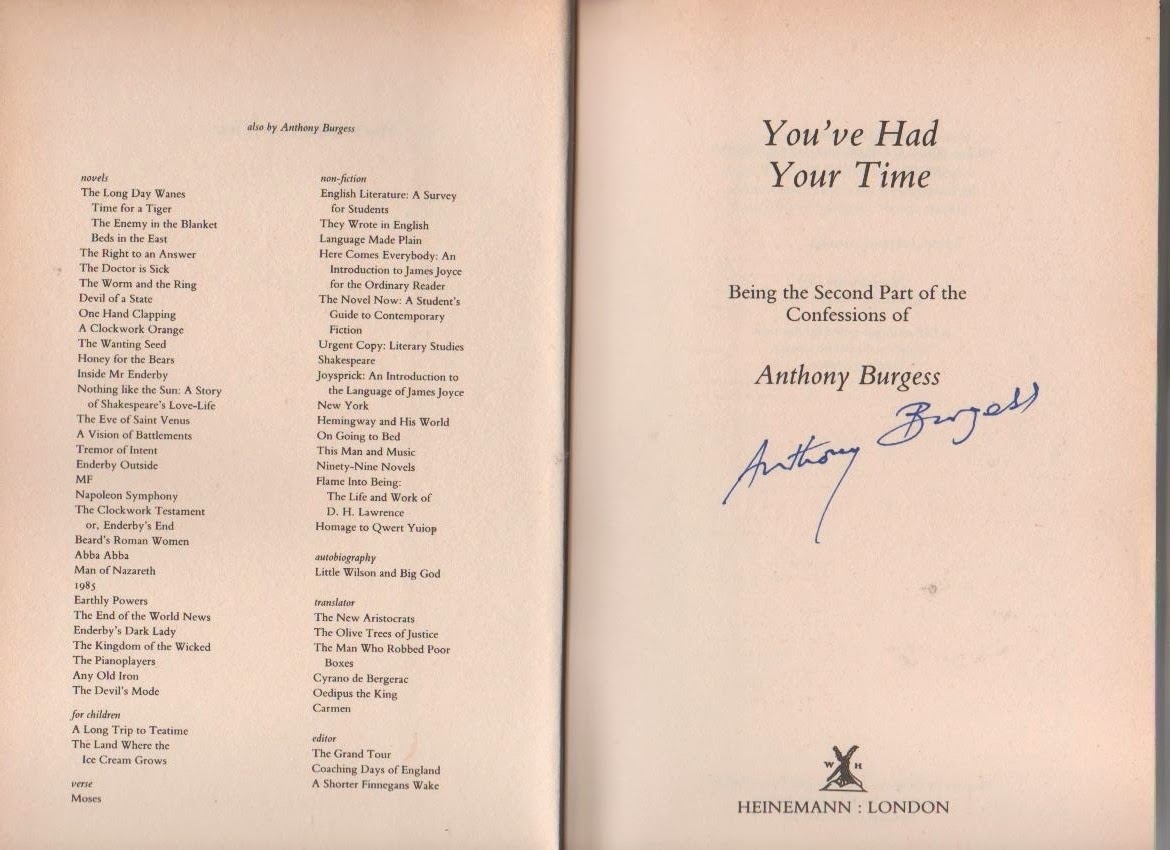 also by Anthony Burgess
novels
The Long Day Wanes
Time for a Tiger
The Enemy in the Blanket
Beds in the East
The Right to an Answer
The Doctor is Sick
The Worm and the Ring
Devil of a State
One Hand Clapping
A Clockwork Orange
The Wanting Seed
Honey for the Bears
Inside Mr Enderby
Nothing like the Sun: A Story
of Shakespeare's Love-Life
The Eve of Saint Venus
A Vision of Battlements
Tremor of Intent
Enderby Outside
MF
Napoleon Symphony
The Clockwork Testament
or, Enderby's End
Beard's Roman Women
Abba Abba
Man of Nazareth
1985
Earthly Powers
The End of the World News
Enderby's Dark Lady
The Kingdom of the Wicked
The Pianoplayers
Any Old Iron
The Devil's Mode
for children
A Long Trip to Teatime
The Land Where the
Ice Cream Grows
verse
Moses
non-fiction
English Literature: A Survey
for Students
They Wrote in English
Language Made Plain
Here Comes Everybody: An
Introduction to James Joyce
for the Ordinary Reader
The Novel Now: A Student's
Guide to Contemporary
Fiction
Urgent Copy: Literary Studies
Shakespeare
Joysprick: An Introduction to
the Language of James Joyce
New York
Hemingway and His World
On Going to Bed
This Man and Music
Ninety-Nine Novels
Flame Into Being:
The Life and Work of
D. H. Lawrence
Homage to Qwert Yuiop
autobiography
Little Wilson and Big God
translator
The New Aristocrats
The Olive Trees of Justice
The Man Who Robbed Poor
Boxes
Cyrano de Bergerac
Oedipus the King
Carmen
editor
The Grand Tour
Coaching Days of England
A Shorter Finnegans Wake
You've Had
Your Time
Being the Second Part of the
Confessions of
Anthony Burgess
Anthony Burgess
W H
HEINEMANN : LONDON